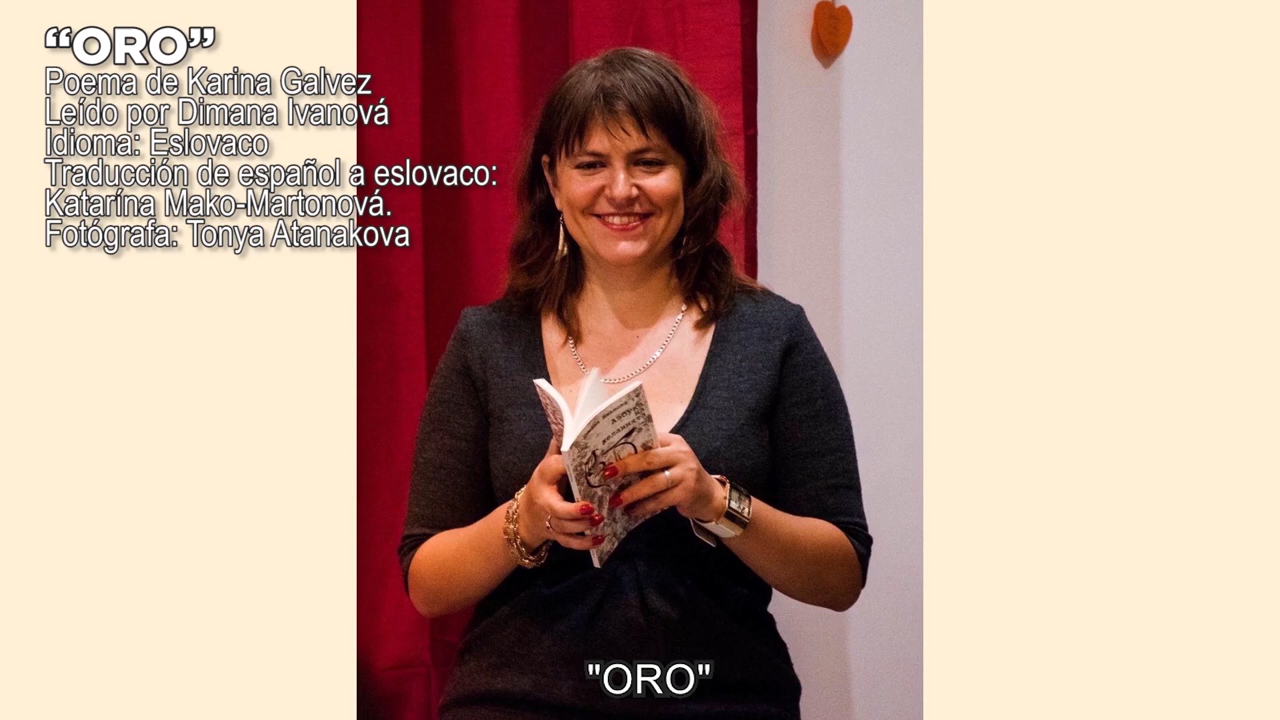 “ORO”
Poema de Karina Galvez
Leído por Dimana Ivanová
Idioma: Eslovaco
Traducción de español a eslovaco:
Katarína Mako-Martonová.
Fotógrafa: Tonya Atanakova
"ORO"